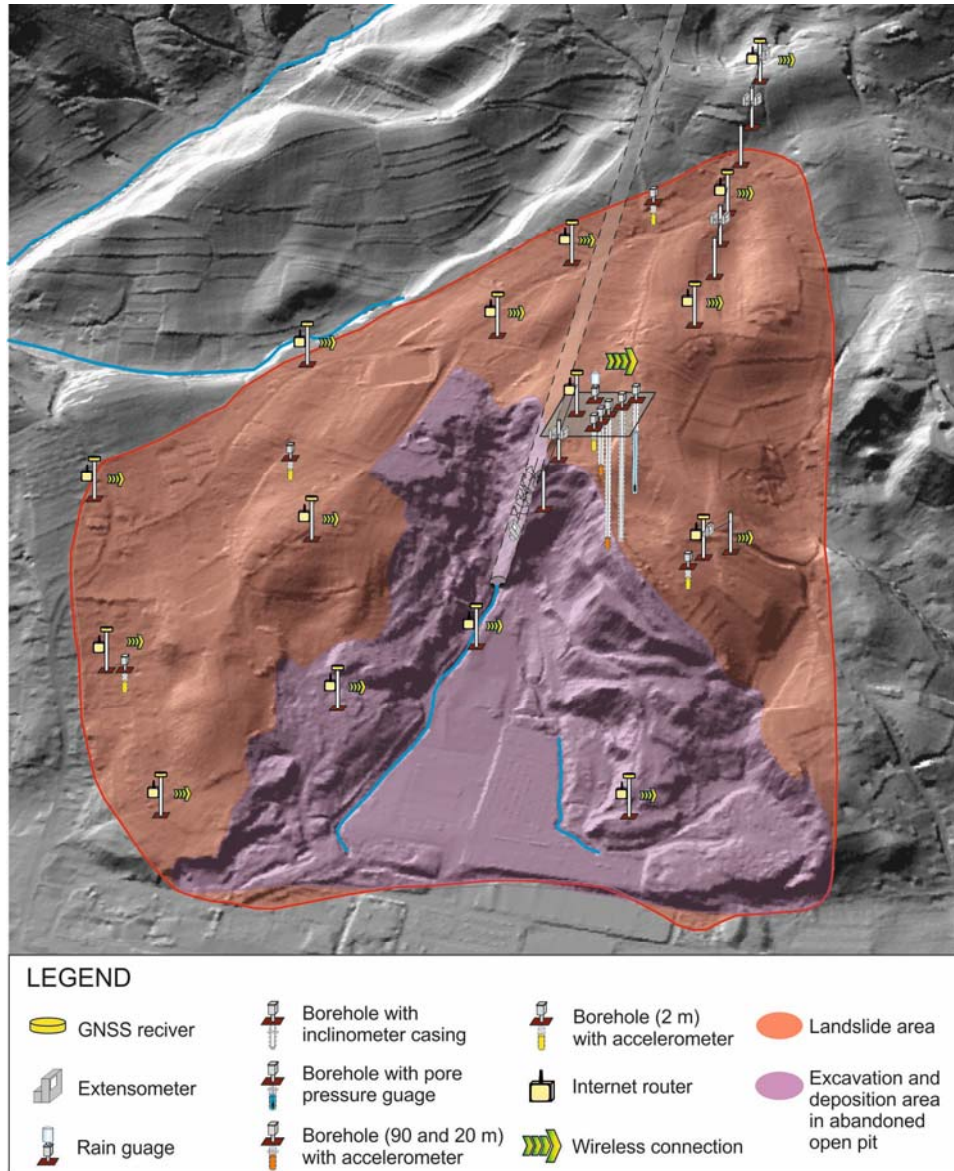 LEGEND
GNSS reciver
Extensometer
Rain guage
Borehole with
inclinometer casing
Borehole with pore
pressure guage
Borehole (90 and 20 m)
with accelerometer
Borehole (2 m)
with accelerometer
Internet router
Wireless connection
Landslide area
Excavation and
deposition area
in abandoned
open pit